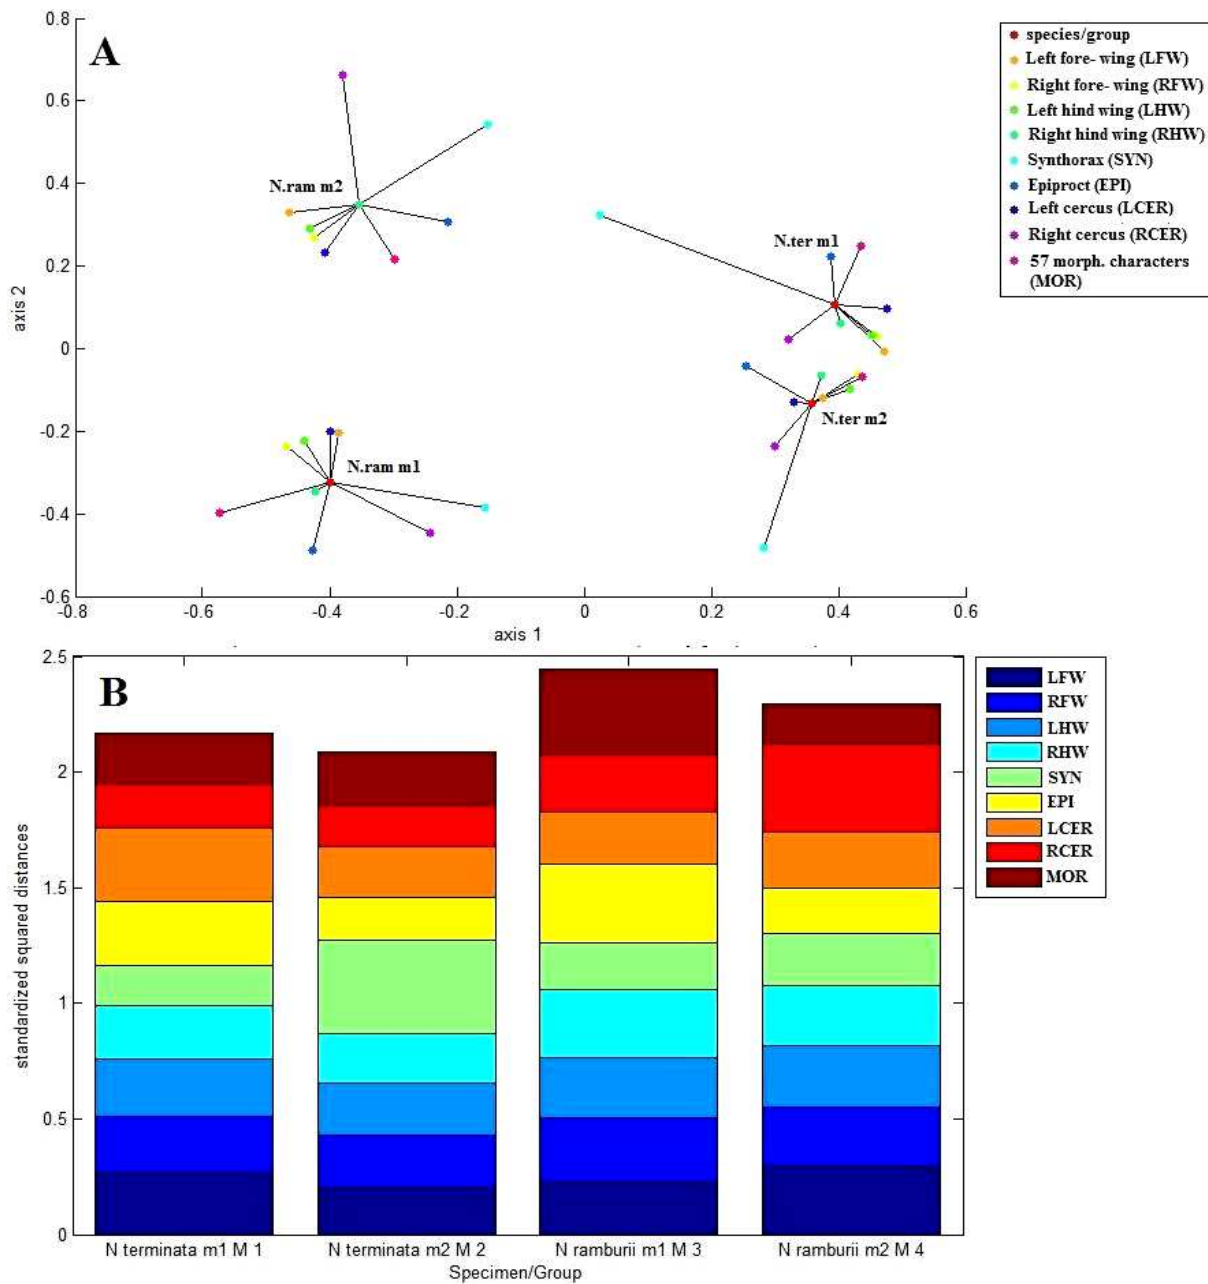 A
0.8
0.6
0.4
0.2
0
-0.2
-0.4
-0.6
axis 2
N.ram m2
N.ter m1
N.ter m2
N.ram m1
-0.8
-0.6
-0.4
-0.2
0
0.2
0.4
0.6
axis 1
species/group
Left fore- wing (LFW)
Right fore- wing (RFW)
Left hind wing (LHW)
Right hind wing (RHW)
Synthorax (SYN)
Epiproct (EPI)
Left cercus (LCER)
Right cercus (RCER)
57 morph. characters
(MOR)
B
2.5
2
1.5
1
0.5
0
standardized squared distances
N terminata m1 M 1
N terminata m2 M 2
N ramburii m1 M 3
N ramburii m2 M 4
Specimen/Group
LFW
RFW
LHW
RHW
SYN
EPI
LCER
RCER
MOR